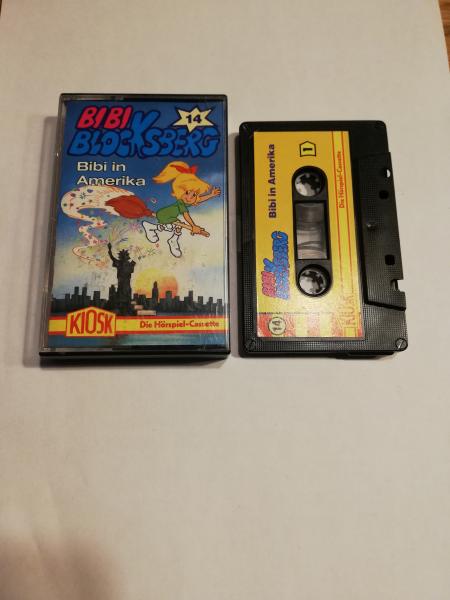 BIBI
BLOCKSBERG
14
Bibi in
Amerika
KIOSK
Die Hörspiel-Cassette
1
Bibi in Amerika
Die Hörspiel-Cassette
BIBI
BLOCKSBERG
14
KIOSK